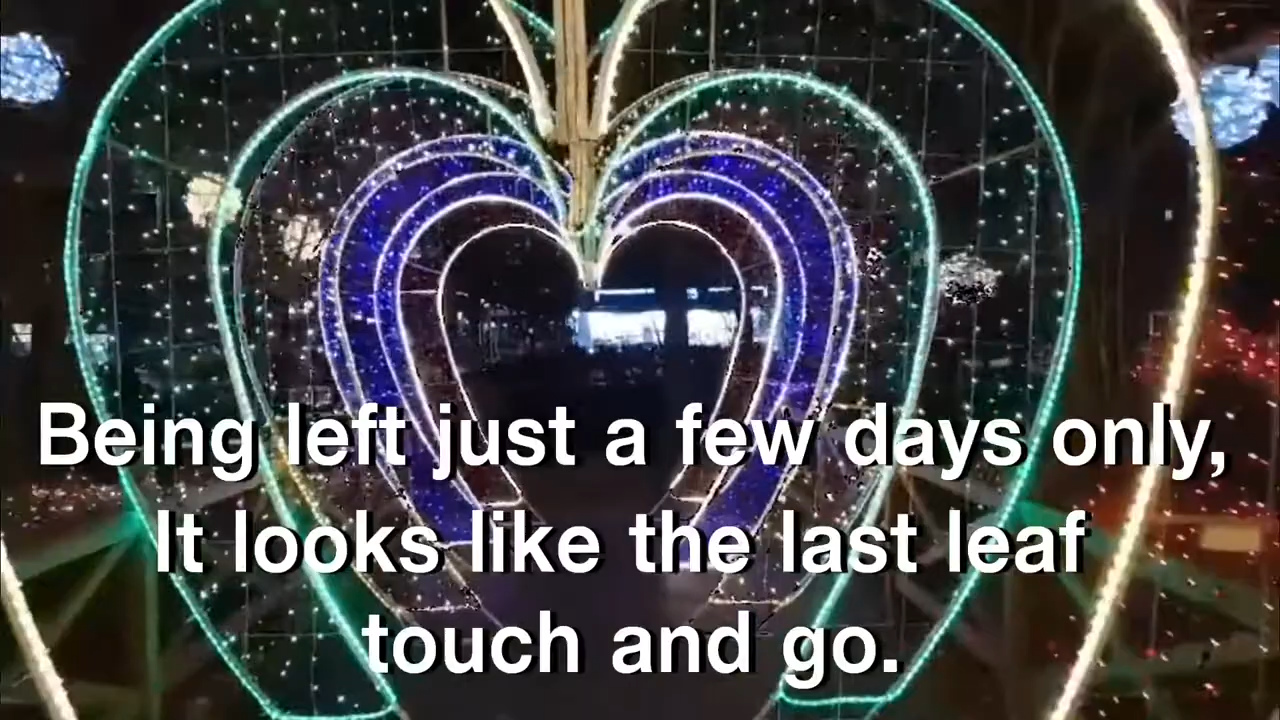 Being left just a few days only,
It looks like the last leaf
touch and go.